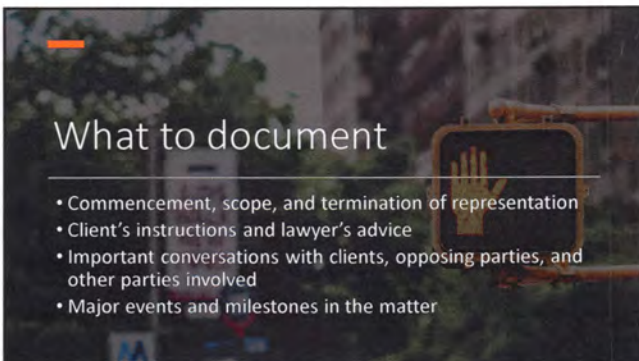 What to document
• Commencement, scope, and termination of representation
• Client's instructions and lawyer's advice
• Important conversations with clients, opposing parties, and
other parties involved
• Major events and milestones in the matter